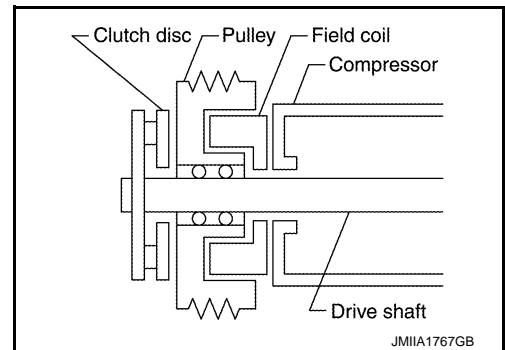 Clutch disc
Pulley
Field coil
Compressor
Drive shaft
JMIIA1767GB